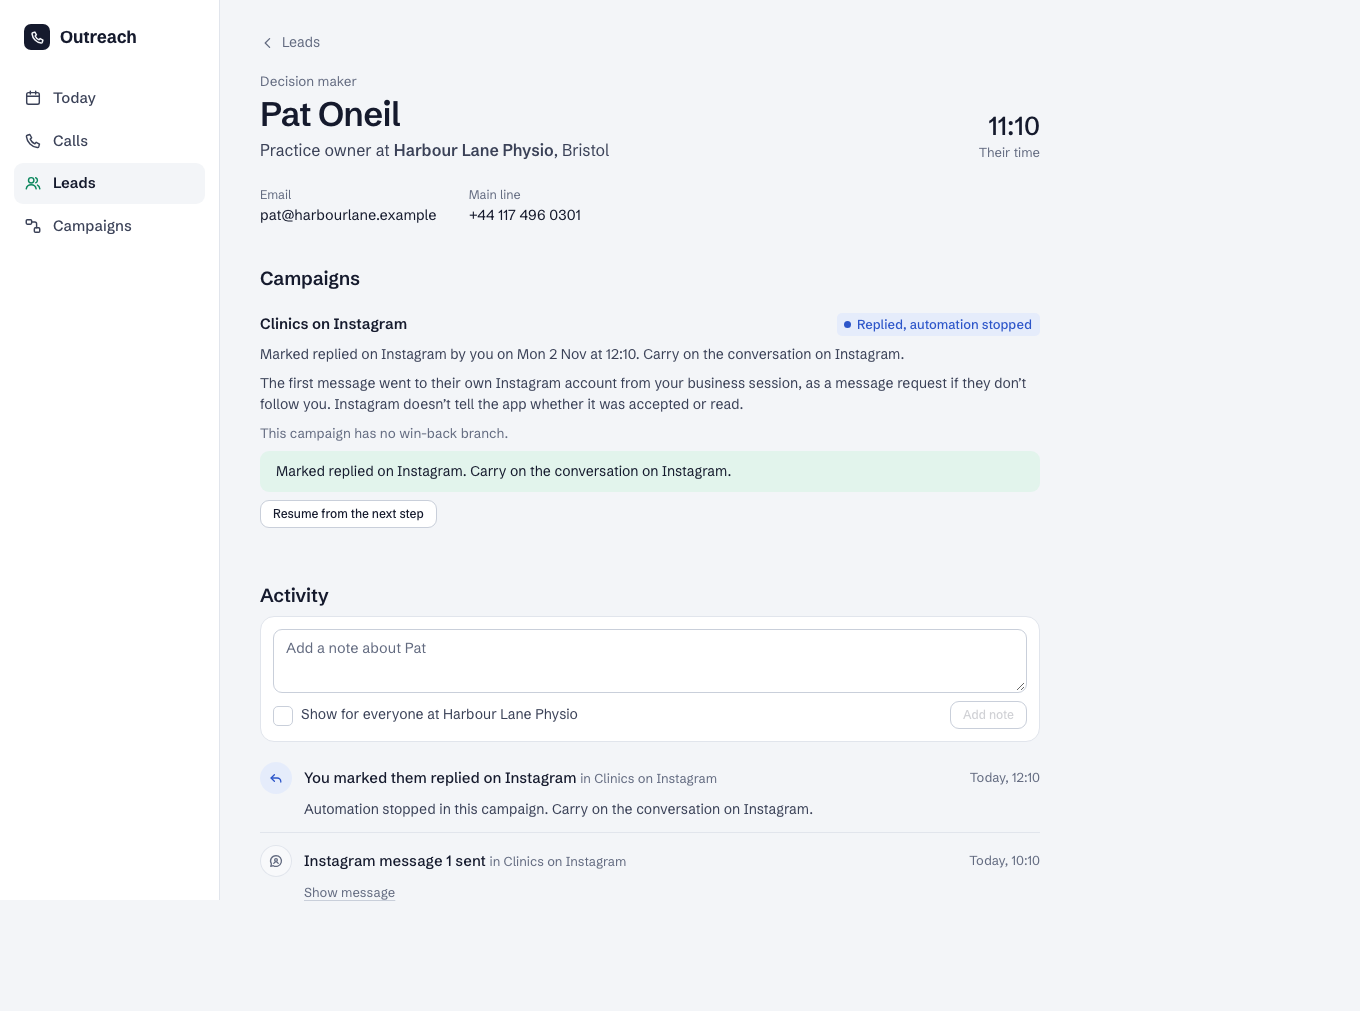 Outreach
Today
Calls
Leads
Campaigns
Leads
Decision maker
Pat Oneil
Practice owner at Harbour Lane Physio, Bristol
11:10
Their time
Email
pat@harbourlane.example
Main line
+44 117 496 0301
Campaigns
Clinics on Instagram
Replied, automation stopped
Marked replied on Instagram by you on Mon 2 Nov at 12:10. Carry on the conversation on Instagram.
The first message went to their own Instagram account from your business session, as a message request if they don’t
follow you. Instagram doesn’t tell the app whether it was accepted or read.
This campaign has no win-back branch.
Marked replied on Instagram. Carry on the conversation on Instagram.
Resume from the next step
Activity
Add a note about Pat
Show for everyone at Harbour Lane Physio
Add note
You marked them replied on Instagram in Clinics on Instagram
Today, 12:10
Automation stopped in this campaign. Carry on the conversation on Instagram.
Instagram message 1 sent in Clinics on Instagram
Today, 10:10
Show message